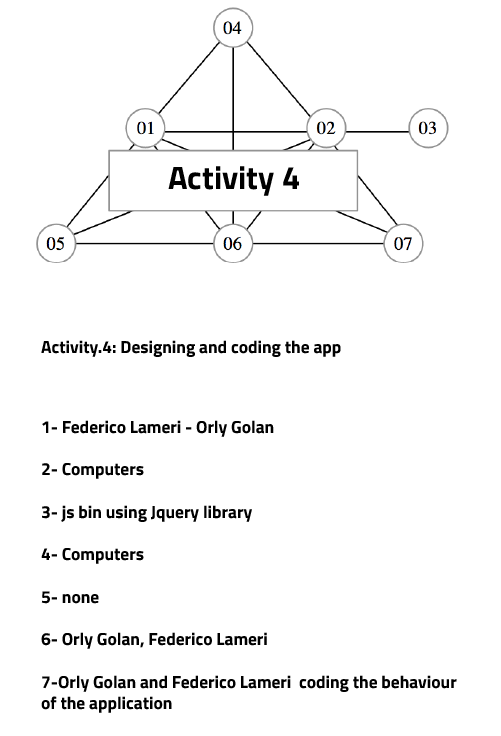 04
01
02
03
Activity 4
05
06
07
Activity.4: Designing and coding the app
1- Federico Lameri - Orly Golan
2- Computers
3- js bin using Jquery library
4- Computers
5- none
6- Orly Golan, Federico Lameri
7-Orly Golan and Federico Lameri  coding the behaviour
of the application